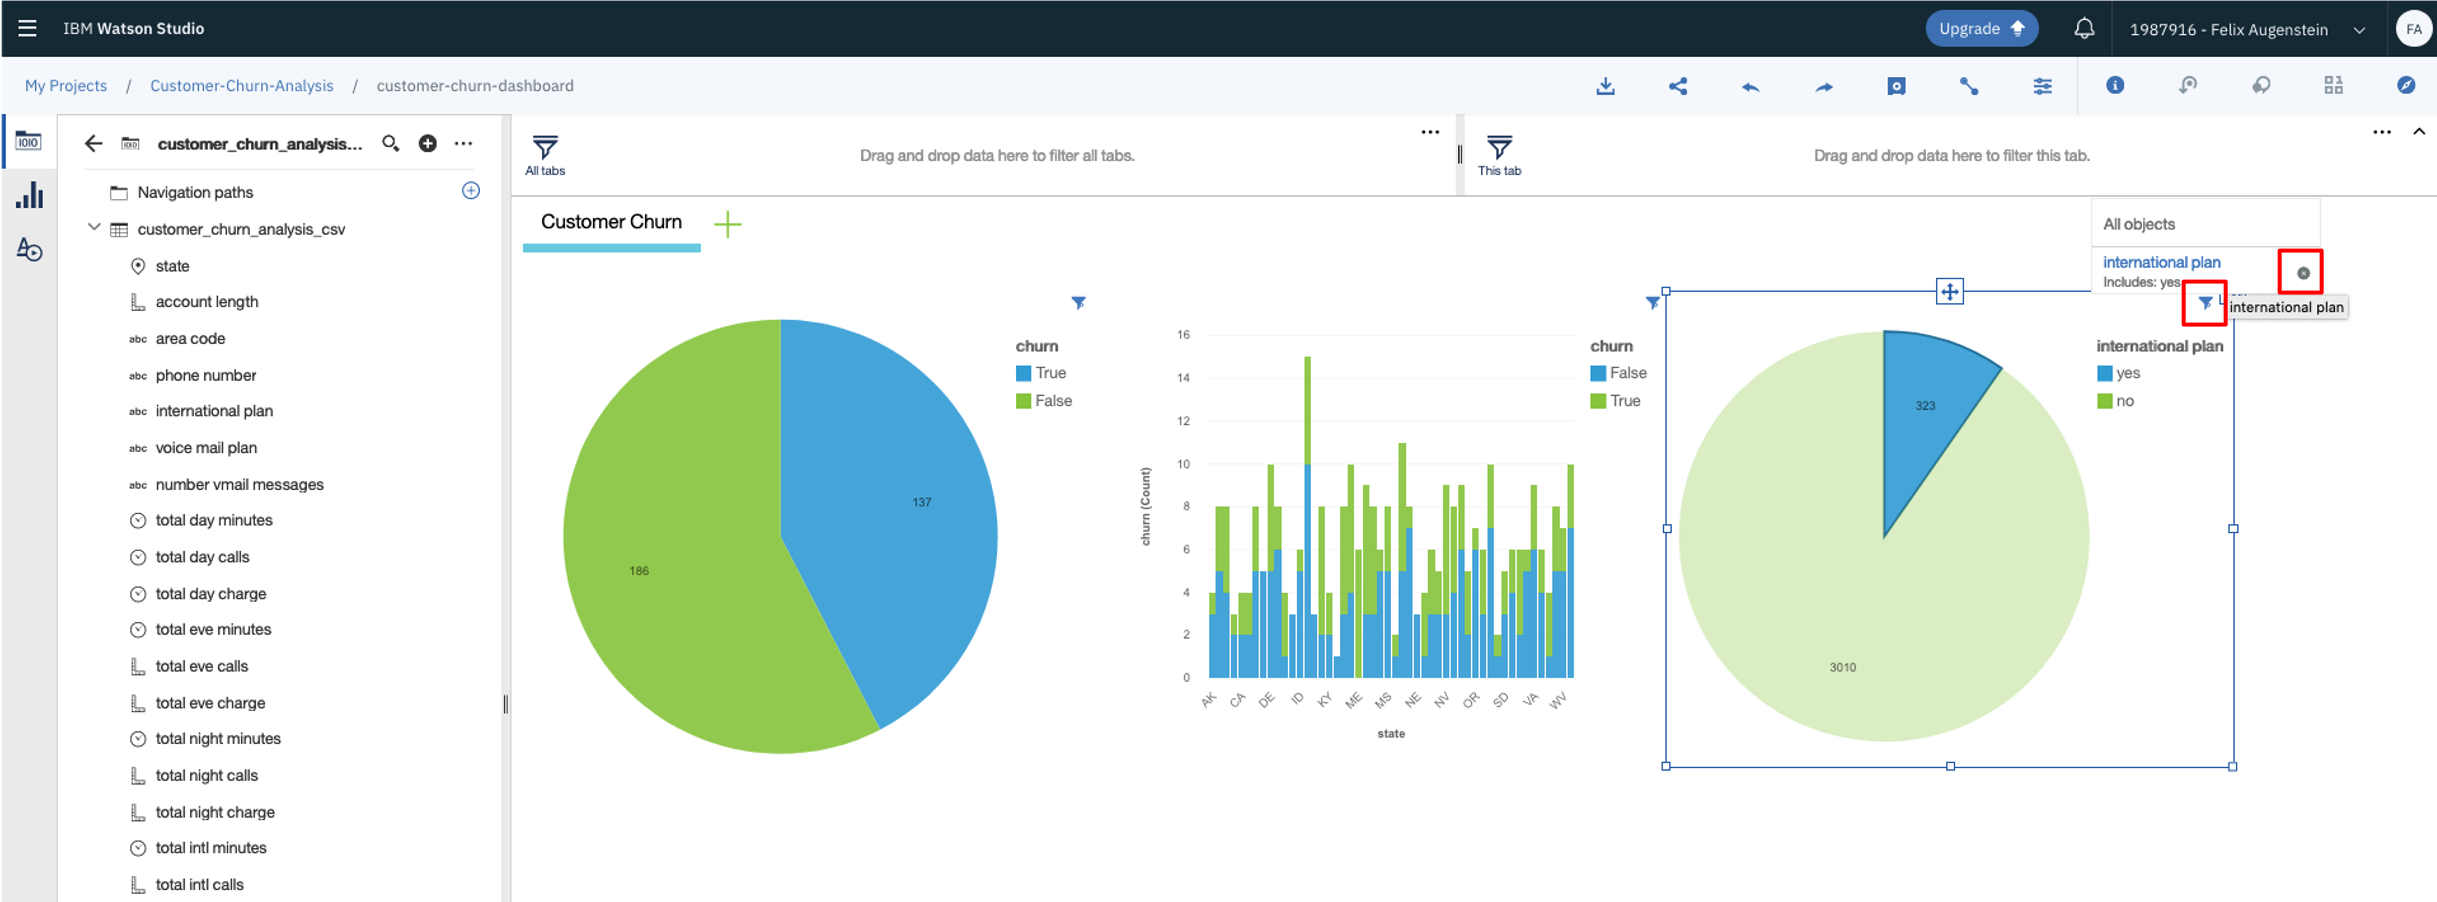 IBM Watson Studio
Upgrade
1987916 - Felix Augenstein
FA
My Projects / Customer-Churn-Analysis / customer-churn-dashboard
customer_churn_analysis...
Navigation paths
customer_churn_analysis_csv
state
account length
abc area code
abc phone number
abc international plan
abc voice mail plan
abc number vmail messages
total day minutes
total day calls
total day charge
total eve minutes
total eve calls
total eve charge
total night minutes
total night calls
total night charge
total intl minutes
total intl calls
All tabs
Drag and drop data here to filter all tabs.
This tab
Drag and drop data here to filter this tab.
Customer Churn
All objects
international plan
Includes: yes
international plan
churn
True
False
137
186
churn (Count)
16
14
12
10
8
6
4
2
0
AK
CA
DE
ID
KY
ME
MS
NE
NV
OR
SD
VA
WV
state
churn
False
True
international plan
yes
no
323
3010